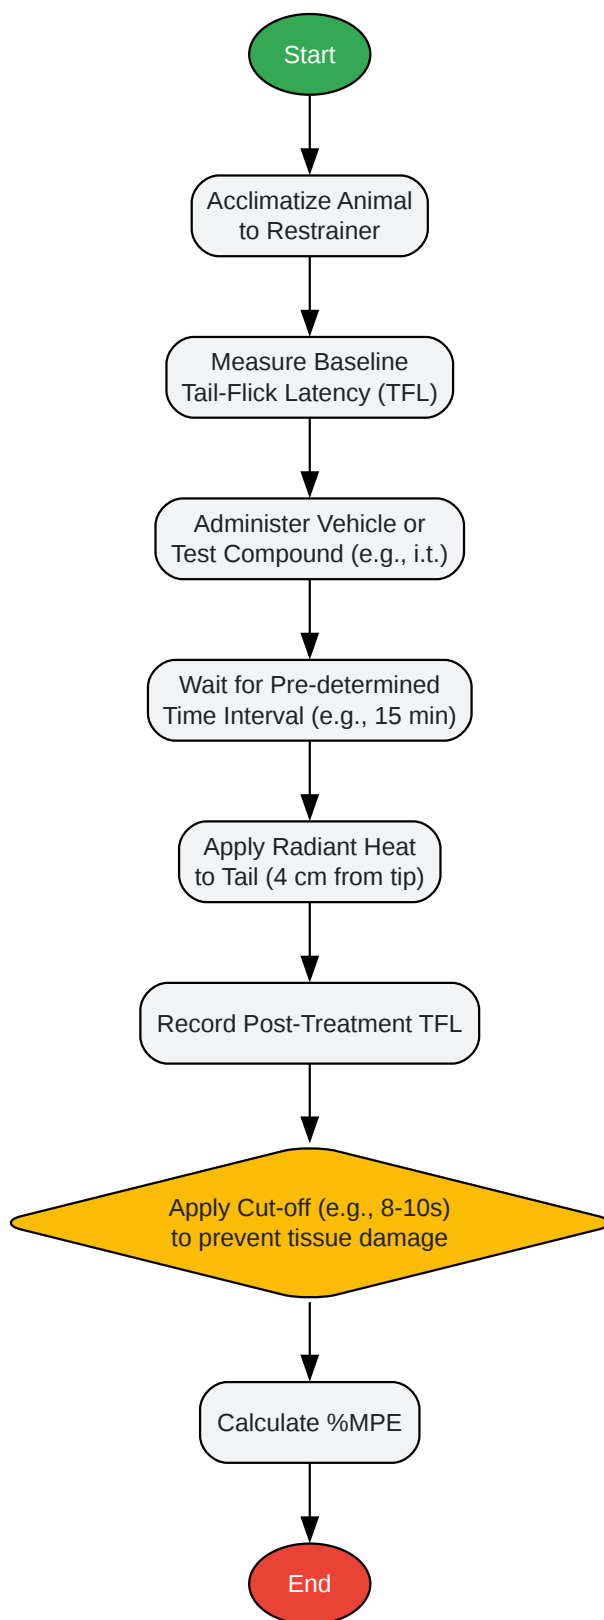 Start
Acclimatize Animal
to Restrainer
Measure Baseline
Tail-Flick Latency (TFL)
Administer Vehicle or
Test Compound (e.g., i.t.)
Wait for Pre-determined
Time Interval (e.g., 15 min)
Apply Radiant Heat
to Tail (4 cm from tip)
Record Post-Treatment TFL
Apply Cut-off (e.g., 8-10s)
to prevent tissue damage
Calculate %MPE
End